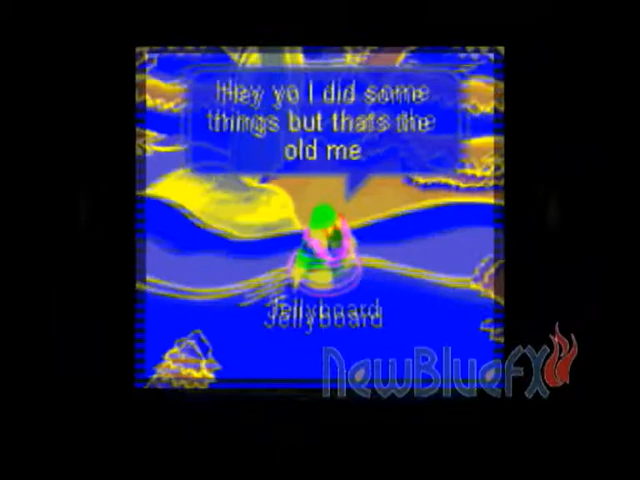 Hey yo I did some
things but thats the
old me
Jellyboard
NewBlueFX